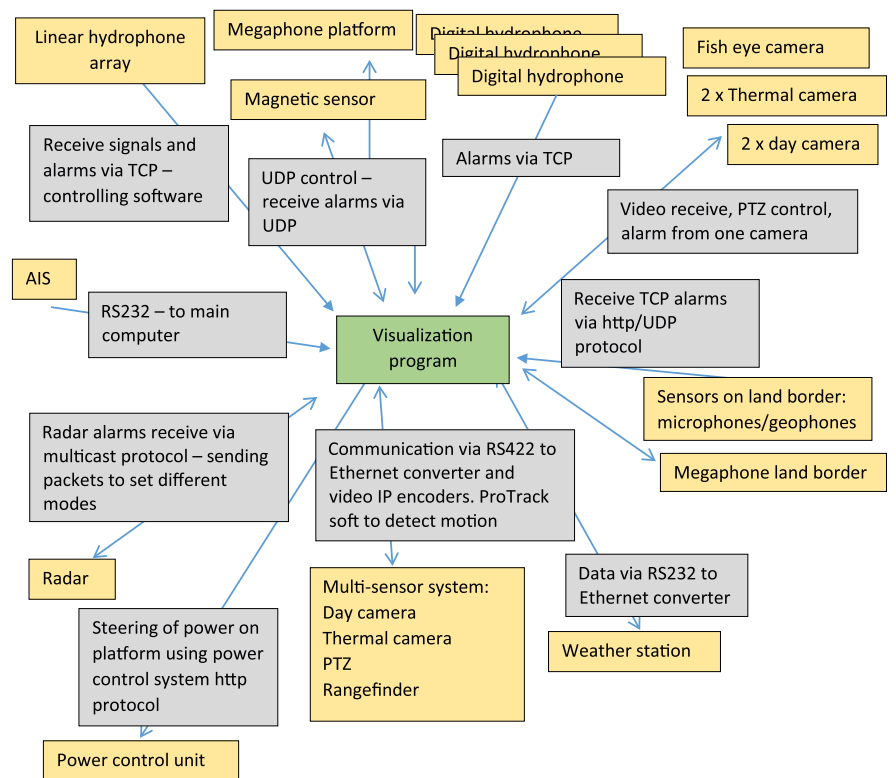 Linear hydrophone
array
Megaphone platform
Digital hydrophone
Digital hydrophone
Digital hydrophone
Fish eye camera
Magnetic sensor
2 x Thermal camera
2 x day camera
Receive signals and
alarms via TCP –
controlling software
UDP control –
receive alarms via
UDP
Alarms via TCP
Video receive, PTZ control,
alarm from one camera
AIS
RS232 – to main
computer
Visualization
program
Receive TCP alarms
via http/UDP
protocol
Sensors on land border:
microphones/geophones
Megaphone land border
Radar alarms receive via
multicast protocol – sending
packets to set different
modes
Communication via RS422 to
Ethernet converter and
video IP encoders. ProTrack
soft to detect motion
Radar
Multi-sensor system:
Day camera
Thermal camera
PTZ
Rangefinder
Data via RS232 to
Ethernet converter
Weather station
Steering of power on
platform using power
control system http
protocol
Power control unit